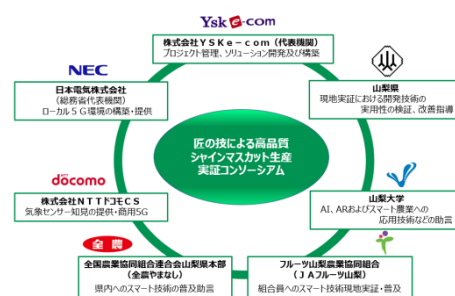 Ysk e-com
株式会社YSKe-com（代表機関）
プロジェクト管理、ソリューション開発及び構築
NEC
日本電気株式会社
（総務省代表機関）
ローカル５G環境の構築・提供
山梨県
現地実証における開発技術の
実用性の検証、改善指導
匠の技による高品質
シャインマスカット生産
実証コンソーシアム
döcomo
株式会社NTTドコモCS
気象センサー知見の提供・商用5G
山梨大学
AI、ARおよびスマート農業への
応用技術などの助言
全農
全国農業協同組合連合会山梨県本部
（全農やまなし）
県内へのスマート技術の普及助言
フルーツ山梨農業協同組合
（ＪＡフルーツ山梨）
組合員へのスマート技術現地実証・普及